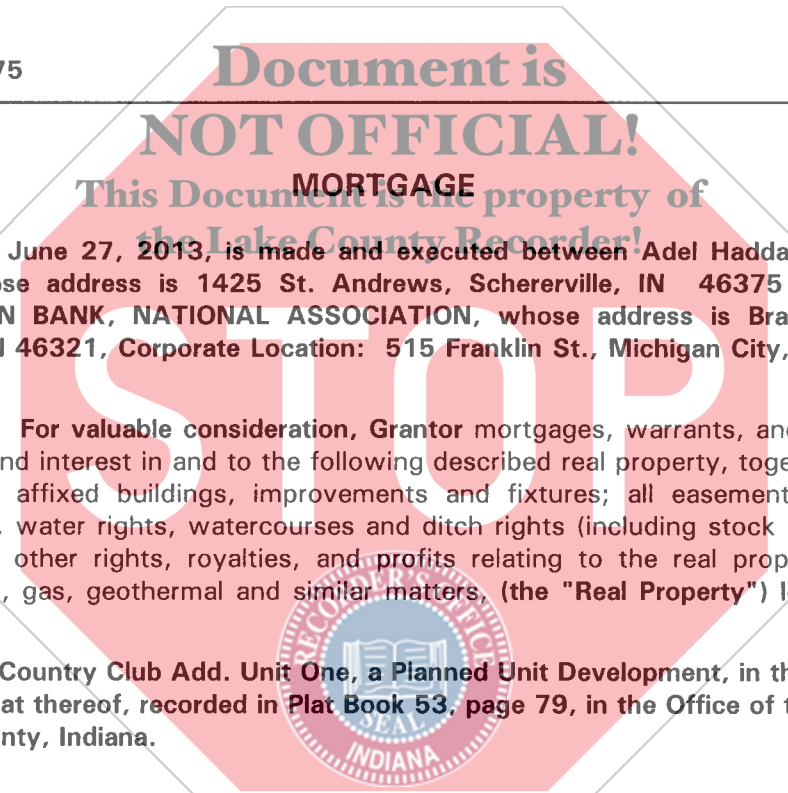 75
Document is
NOT OFFICIAL!
MORTGAGE
This Document is the property of
the Lake County Recorder!
June 27, 2013, is made and executed between Adel Hadda
ose address is 1425 St. Andrews, Schererville, IN 46375
N BANK, NATIONAL ASSOCIATION, whose address is Bra
N 46321, Corporate Location: 515 Franklin St., Michigan City,
STOP
For valuable consideration, Grantor mortgages, warrants, and
nd interest in and to the following described real property, toge
affixed buildings, improvements and fixtures; all easement
, water rights, watercourses and ditch rights (including stock
other rights, royalties, and profits relating to the real prop
, gas, geothermal and similar matters, (the "Real Property") l
RECORDER'S OFFICE
SEAL
INDIANA
Country Club Add. Unit One, a Planned Unit Development, in th
at thereof, recorded in Plat Book 53, page 79, in the Office of t
nty, Indiana.